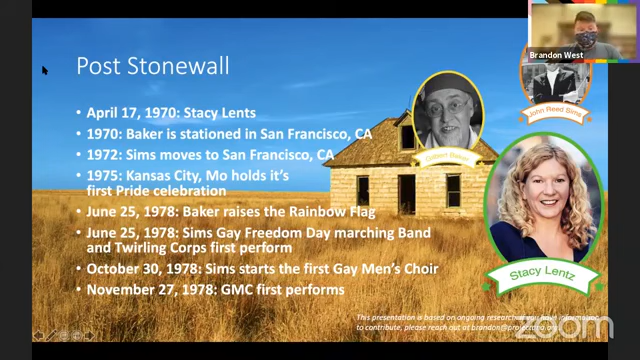 Brandon West
Post Stonewall
John Reed Sims
• April 17, 1970: Stacy Lents
• 1970: Baker is stationed in San Francisco, CA
Gilbert Baker
• 1972: Sims moves to San Francisco, CA
• 1975: Kansas City, Mo holds it's
first Pride celebration
• June 25, 1978: Baker raises the Rainbow Flag
• June 25, 1978: Sims Gay Freedom Day marching Band
and Twirling Corps first perform
• October 30, 1978: Sims starts the first Gay Men's Choir
Stacy Lentz
• November 27, 1978: GMC first performs
This presentation is based on ongoing research. If you have information
to contribute, please reach out at
zoom